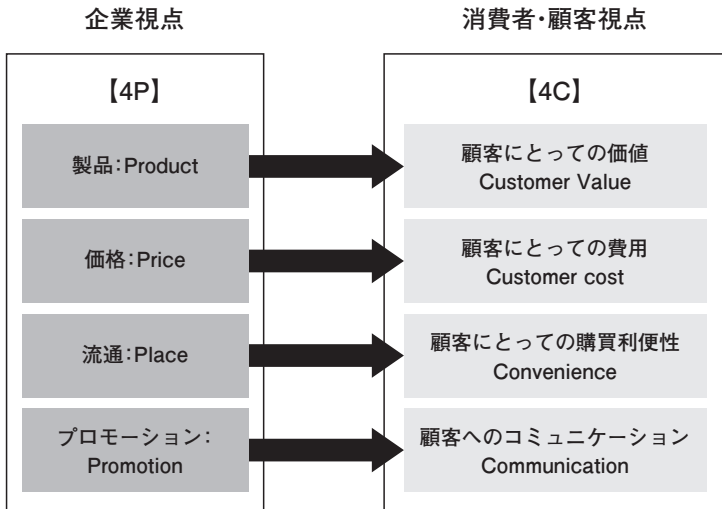 企業視点
消費者・顧客視点
【4P】
【4C】
製品:Product
顧客にとっての価値
Customer Value
価格:Price
顧客にとっての費用
Customer cost
流通:Place
顧客にとっての購買利便性
Convenience
プロモーション:
Promotion
顧客へのコミュニケーション
Communication